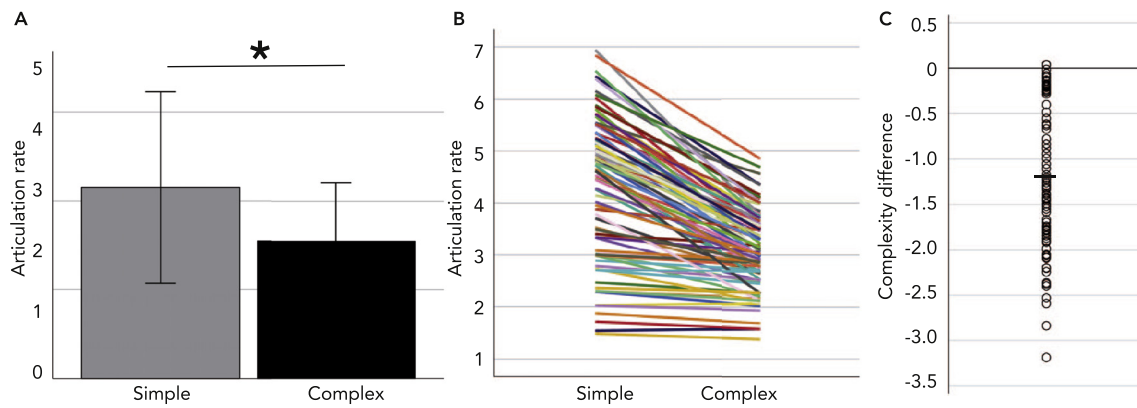 A
5
4
3
2
1
0
Articulation rate
*
Simple
Complex
B
7
6
5
4
3
2
1
Articulation rate
Simple
Complex
C
0.5
0
-0.5
-1.0
-1.5
-2.0
-2.5
-3.0
-3.5
Complexity difference